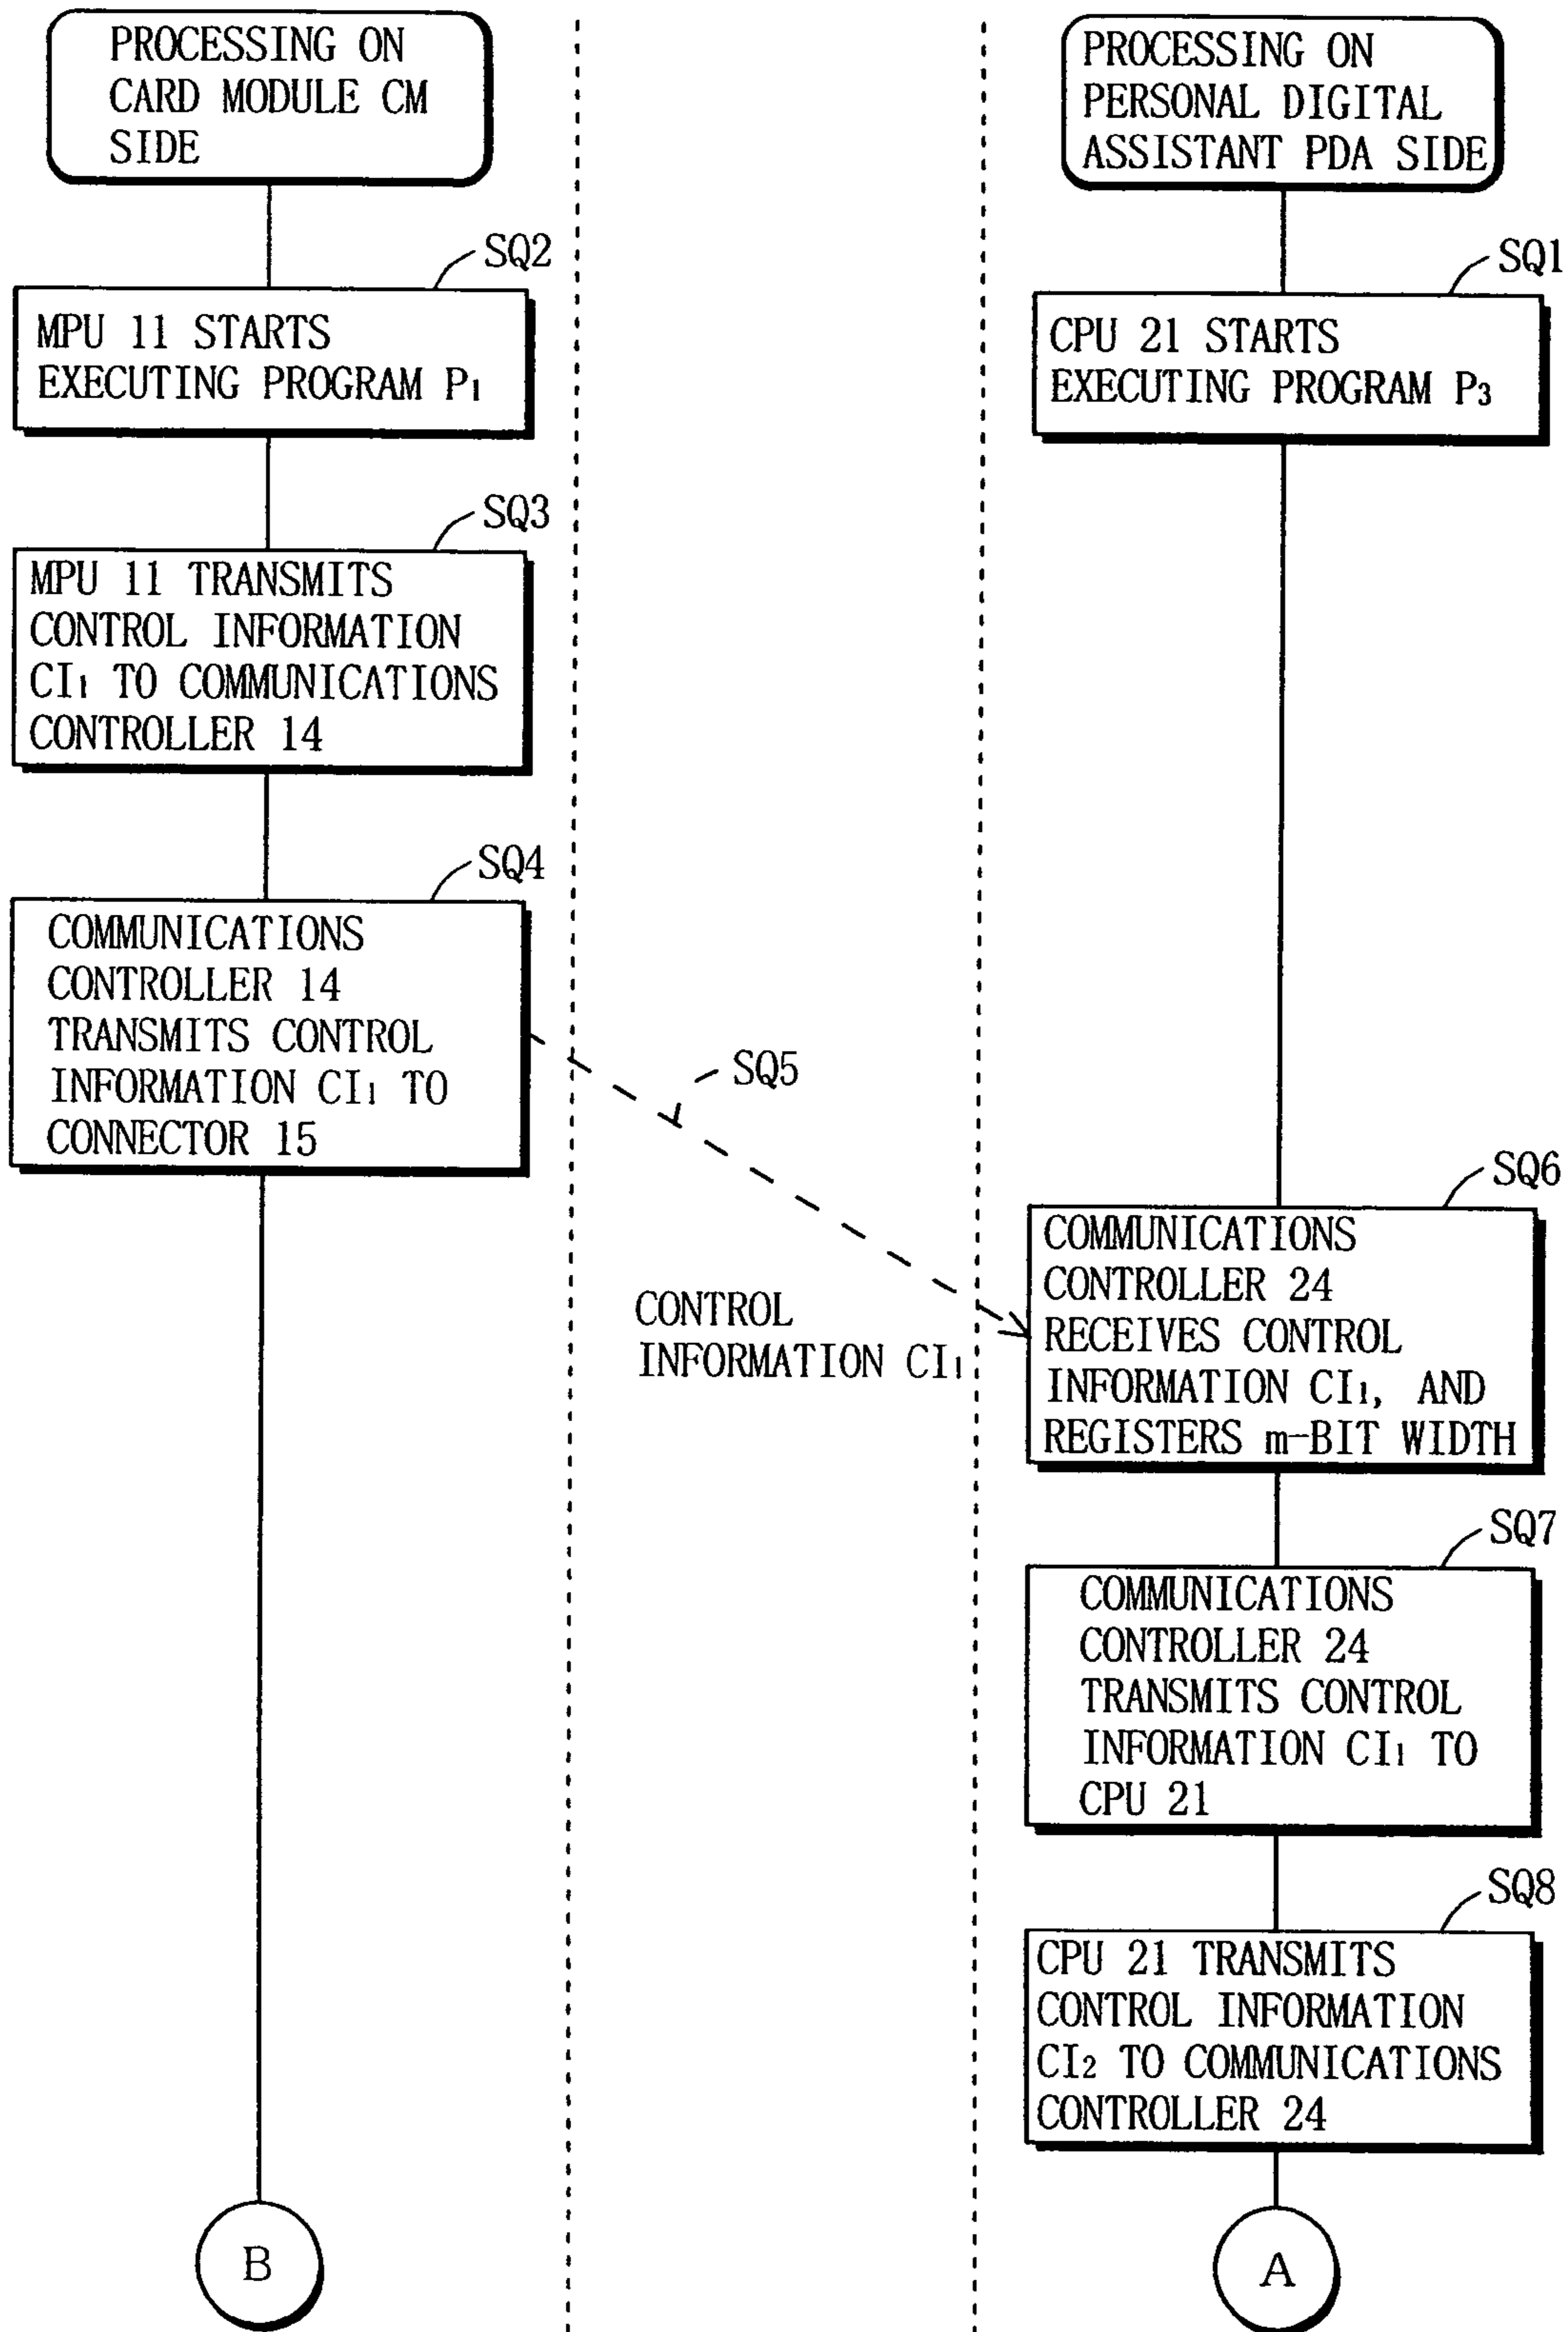 PROCESSING ON
CARD MODULE CM
SIDE
SQ2
MPU 11 STARTS
EXECUTING PROGRAM P₁
SQ3
MPU 11 TRANSMITS
CONTROL INFORMATION
CI₁ TO COMMUNICATIONS
CONTROLLER 14
SQ4
COMMUNICATIONS
CONTROLLER 14
TRANSMITS CONTROL
INFORMATION CI₁ TO
CONNECTOR 15
B
SQ5
CONTROL
INFORMATION CI₁
PROCESSING ON
PERSONAL DIGITAL
ASSISTANT PDA SIDE
SQ1
CPU 21 STARTS
EXECUTING PROGRAM P₃
SQ6
COMMUNICATIONS
CONTROLLER 24
RECEIVES CONTROL
INFORMATION CI₁, AND
REGISTERS m-BIT WIDTH
SQ7
COMMUNICATIONS
CONTROLLER 24
TRANSMITS CONTROL
INFORMATION CI₁ TO
CPU 21
SQ8
CPU 21 TRANSMITS
CONTROL INFORMATION
CI₂ TO COMMUNICATIONS
CONTROLLER 24
A